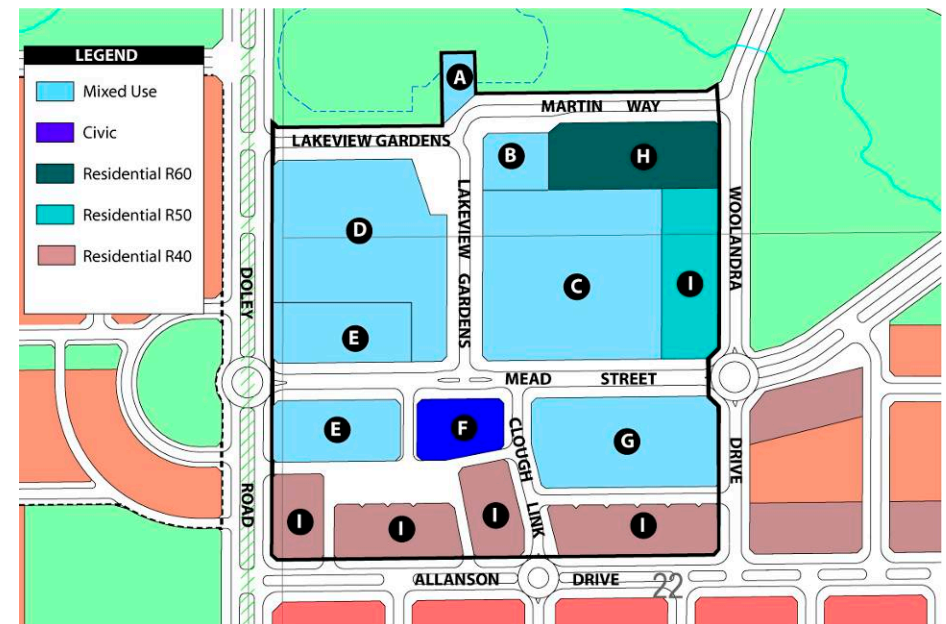 LEGEND
Mixed Use
Civic
Residential R60
Residential R50
Residential R40
A
MARTIN WAY
LAKEVIEW GARDENS
B
H
LAKEVIEW GARDENS
WOOLANDRA
D
DOLEY
C
I
E
MEAD STREET
E
F
CLOUGH
G
DRIVE
ROAD
I
I
I
LINK
I
ALLANSON DRIVE
22